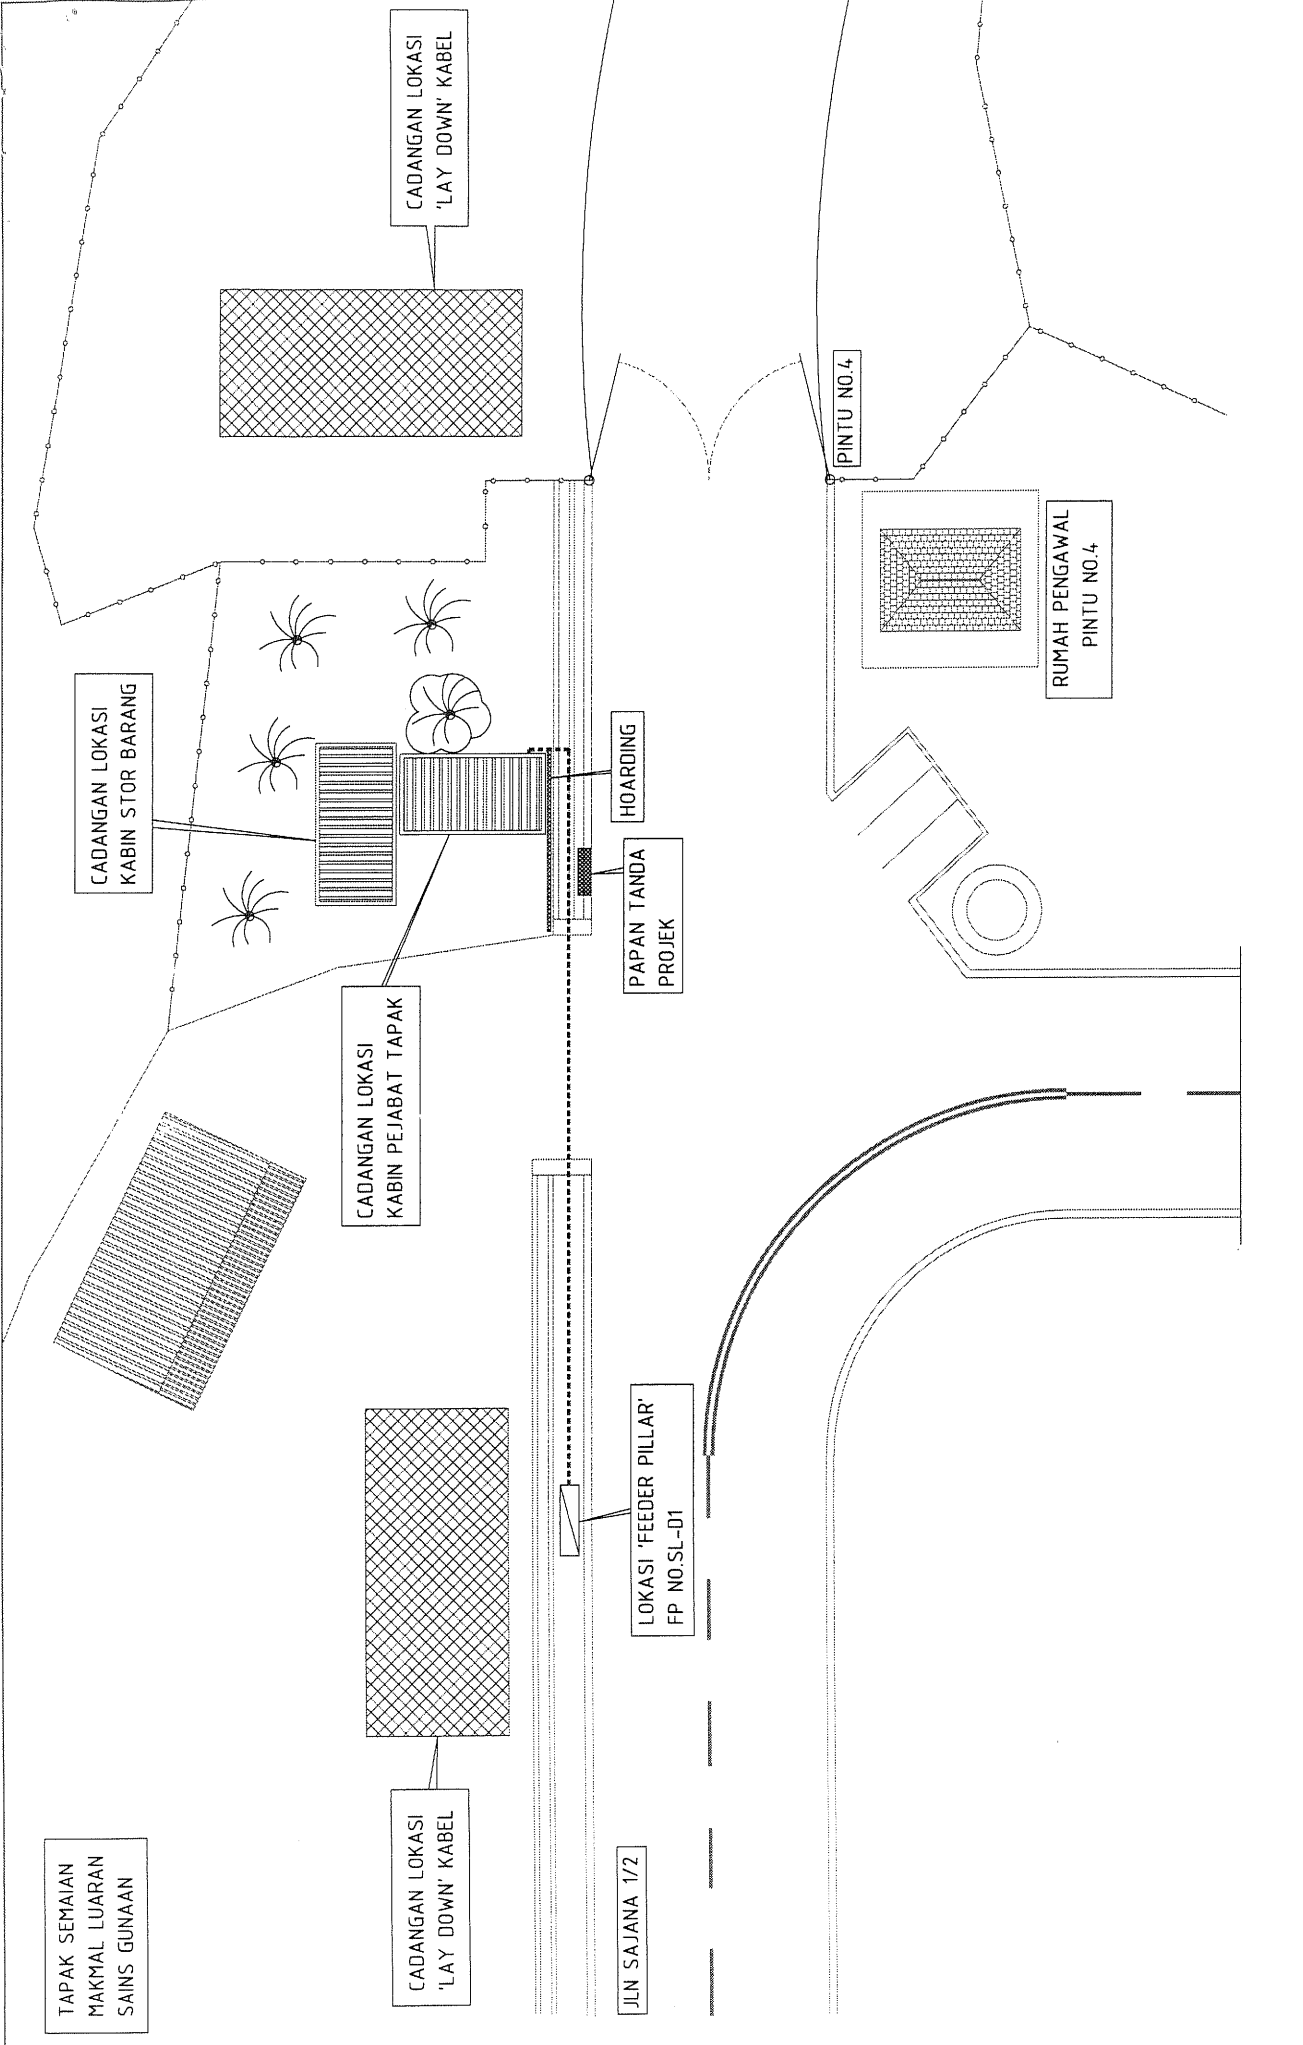 TAPAK SEMAIAN
MAKMAL LUARAN
SAINS GUNAAN
CADANGAN LOKASI
KABIN STOR BARANG
CADANGAN LOKASI
KABIN PEJABAT TAPAK
CADANGAN LOKASI
'LAY DOWN' KABEL
CADANGAN LOKASI
'LAY DOWN' KABEL
JLN SAJANA 1/2
LOKASI 'FEEDER PILLAR'
FP NO.SL-D1
PAPAN TANDA
PROJEK
HOARDING
PINTU NO.4
RUMAH PENGAWAL
PINTU NO.4